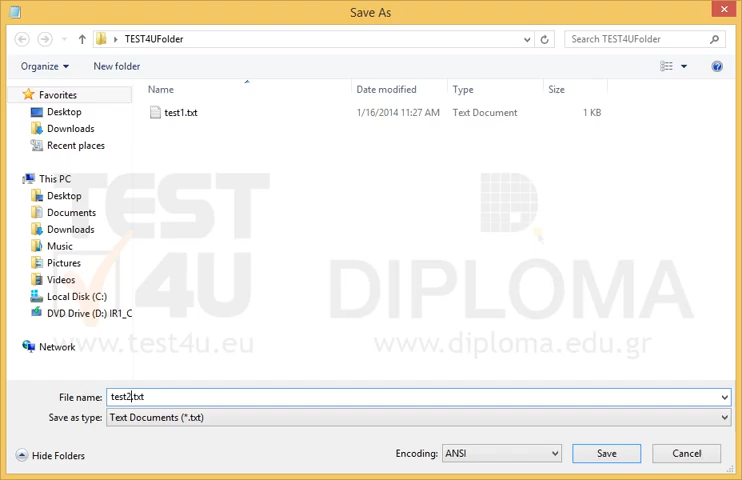 Save As
TEST4UFolder
Search TEST4UFolder
Organize
New folder
Name
Date modified
Type
Size
test1.txt
1/16/2014 11:27 AM
Text Document
1 KB
Favorites
Desktop
Downloads
Recent places
This PC
Desktop
Documents
Downloads
Music
Pictures
Videos
Local Disk (C:)
DVD Drive (D:) IR1_C
Network
TEST
4U
www.test4u.eu
DIPLOMA
www.diploma.edu.gr
File name: test2.txt
Save as type: Text Documents (*.txt)
Hide Folders
Encoding: ANSI
Save
Cancel